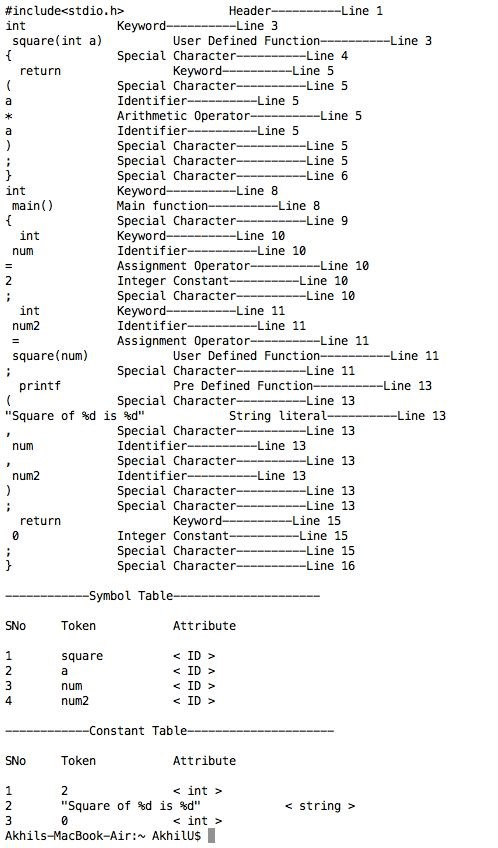 #include<stdio.h> Header----------Line 1
int Keyword----------Line 3
square(int a) User Defined Function----------Line 3
{ Special Character----------Line 4
return Keyword----------Line 5
( Special Character----------Line 5
a Identifier----------Line 5
* Arithmetic Operator----------Line 5
a Identifier----------Line 5
) Special Character----------Line 5
; Special Character----------Line 5
} Special Character----------Line 6
int Keyword----------Line 8
main() Main function----------Line 8
{ Special Character----------Line 9
int Keyword----------Line 10
num Identifier----------Line 10
= Assignment Operator----------Line 10
2 Integer Constant----------Line 10
; Special Character----------Line 10
int Keyword----------Line 11
num2 Identifier----------Line 11
= Assignment Operator----------Line 11
square(num) User Defined Function----------Line 11
; Special Character----------Line 11
printf Pre Defined Function----------Line 13
( Special Character----------Line 13
"Square of %d is %d" String literal----------Line 13
, Special Character----------Line 13
num Identifier----------Line 13
, Special Character----------Line 13
num2 Identifier----------Line 13
) Special Character----------Line 13
; Special Character----------Line 13
return Keyword----------Line 15
0 Integer Constant----------Line 15
; Special Character----------Line 15
} Special Character----------Line 16
------------Symbol Table---------------------
SNo Token Attribute
1 square < ID >
2 a < ID >
3 num < ID >
4 num2 < ID >
------------Constant Table---------------------
SNo Token Attribute
1 2 < int >
2 "Square of %d is %d" < string >
3 0 < int >
Akhils-MacBook-Air:~ AkhilU$